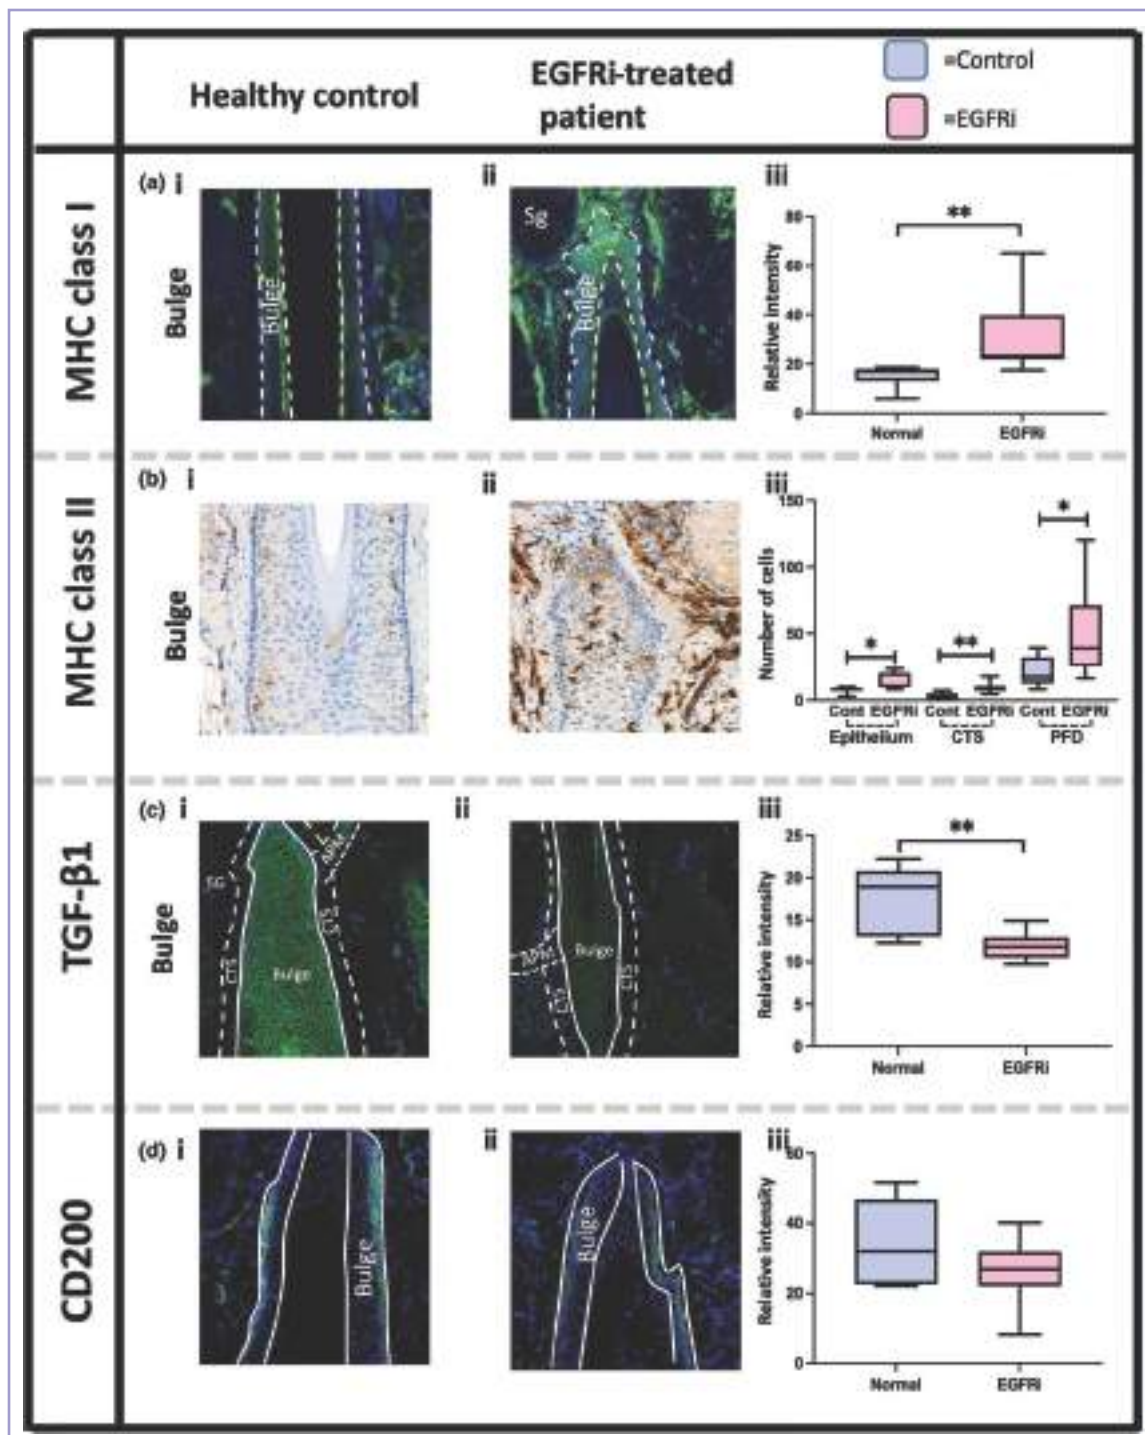 Healthy control
EGFRi-treated
patient
=Control
=EGFRi
MHC class I
Bulge
(a) i
Bulge
ii
Sg
Bulge
iii
**
Relative intensity
80
60
40
20
0
Normal
EGFRi
MHC class II
Bulge
(b) i
ii
iii
Number of cells
150
100
50
0
*
**
*
Cont EGFRi Cont EGFRi Cont EGFRi
Epithelium CTS PFD
TGF-β1
Bulge
(c) i
SG
APM
CTS
CTS
Bulge
ii
APM
Bulge
CTS
CTS
iii
**
Relative intensity
25
20
15
10
5
0
Normal
EGFRi
CD200
(d) i
Bulge
ii
Bulge
iii
Relative intensity
60
40
20
0
Normal
EGFRi